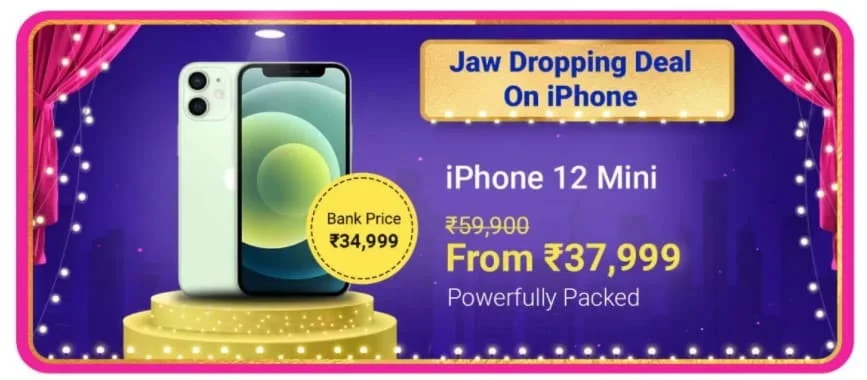 Jaw Dropping Deal
On iPhone
iPhone 12 Mini
Bank Price
₹34,999
₹59,900
From ₹37,999
Powerfully Packed